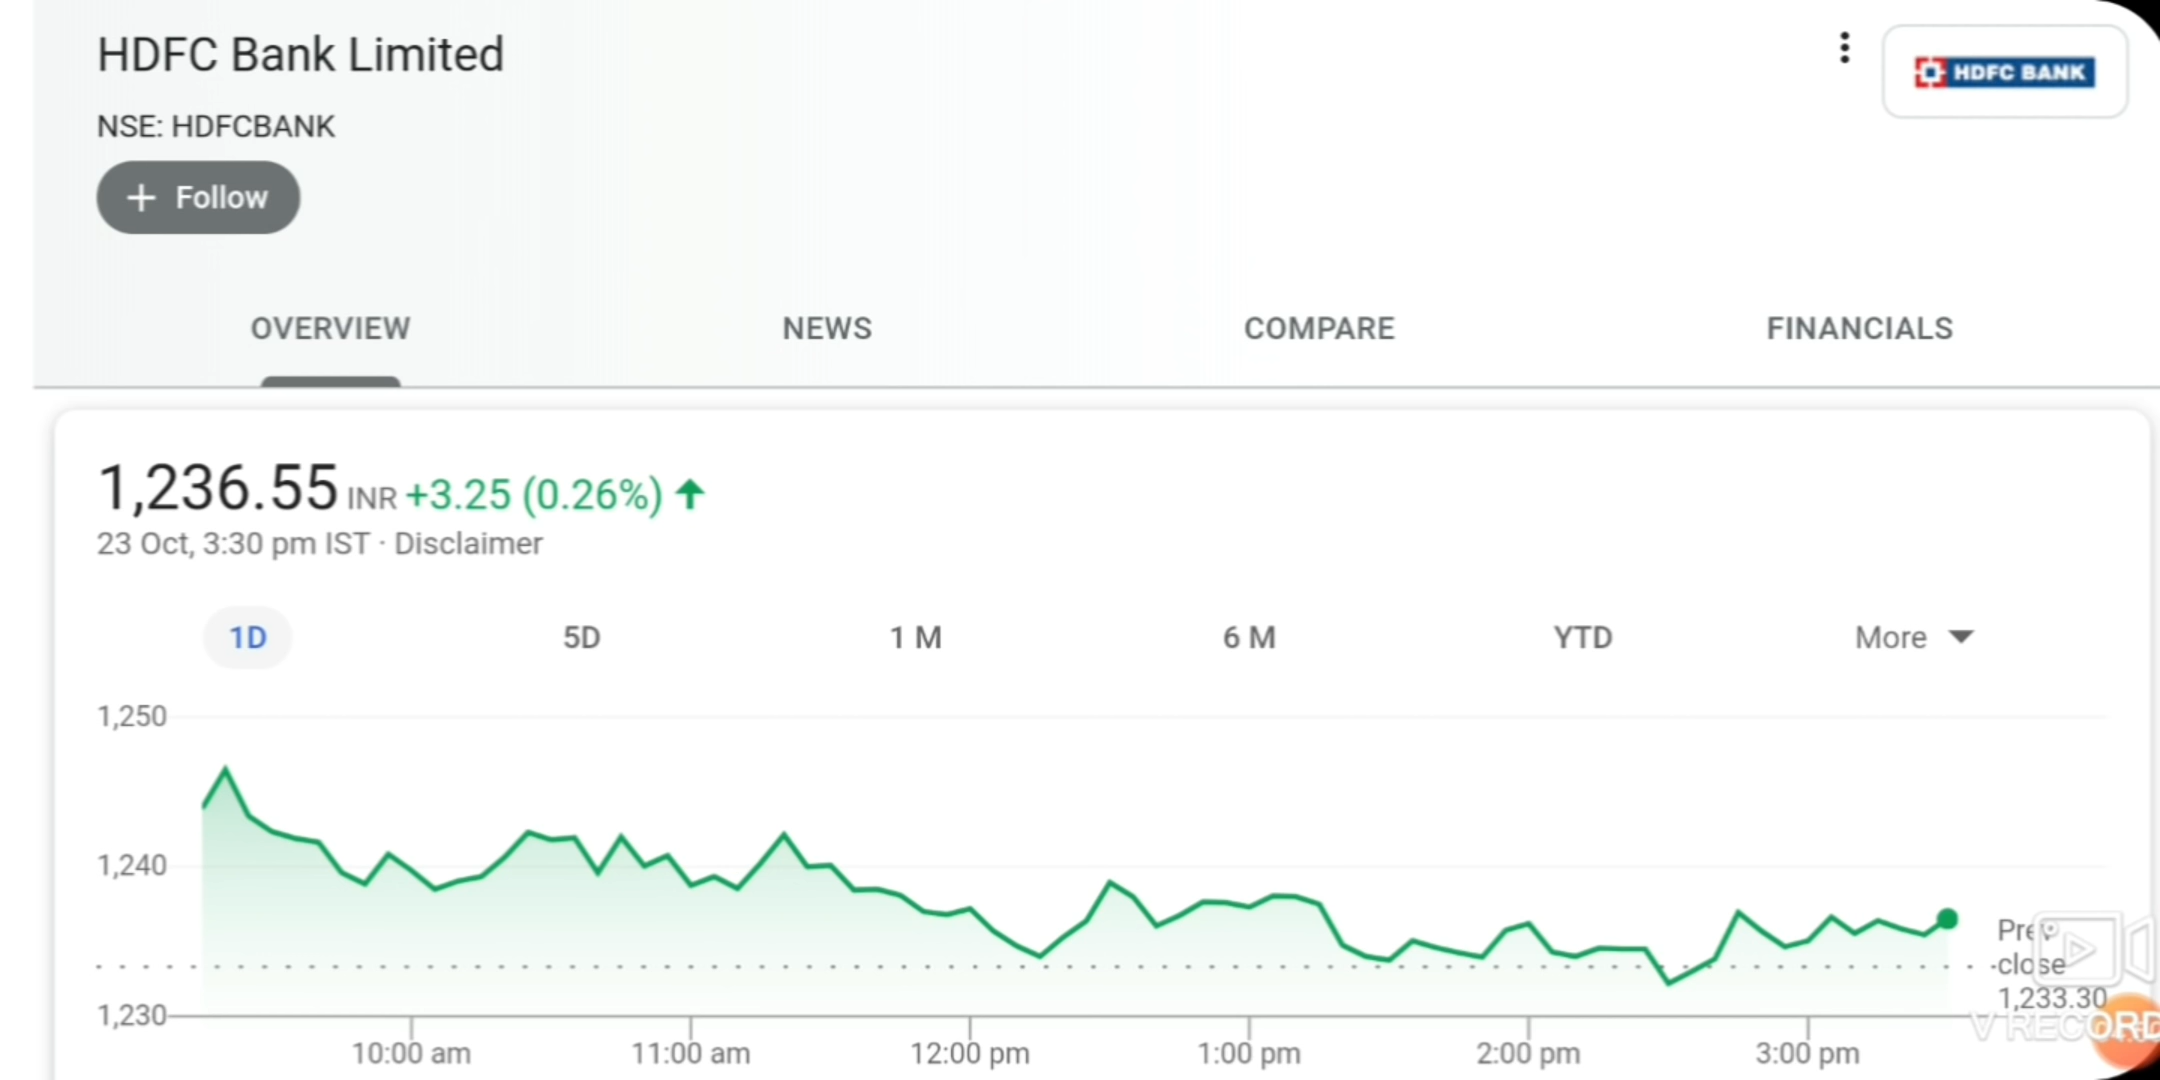 HDFC Bank Limited
HDFC BANK
NSE: HDFCBANK
+ Follow
OVERVIEW NEWS COMPARE FINANCIALS
1,236.55 INR +3.25 (0.26%) ↑
23 Oct, 3:30 pm IST · Disclaimer
1D 5D 1 M 6 M YTD More
1,250
1,240
Prev
close
1,233.30
1,230
V RECORD
10:00 am 11:00 am 12:00 pm 1:00 pm 2:00 pm 3:00 pm